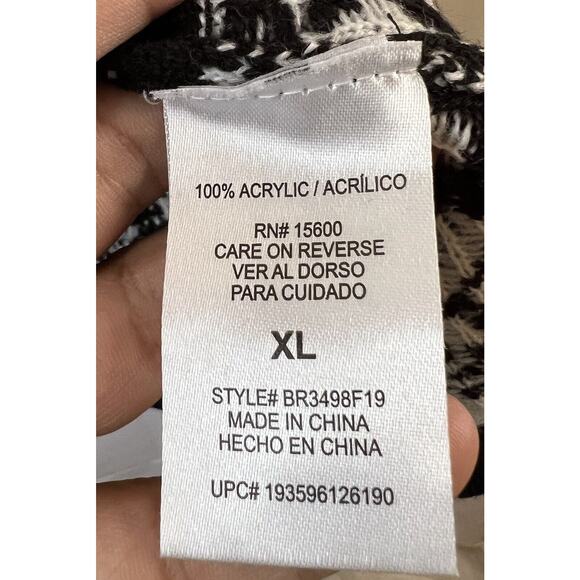 100% ACRYLIC / ACRÍLICO
RN# 15600
CARE ON REVERSE
VER AL DORSO
PARA CUIDADO
XL
STYLE# BR3498F19
MADE IN CHINA
HECHO EN CHINA
UPC# 193596126190